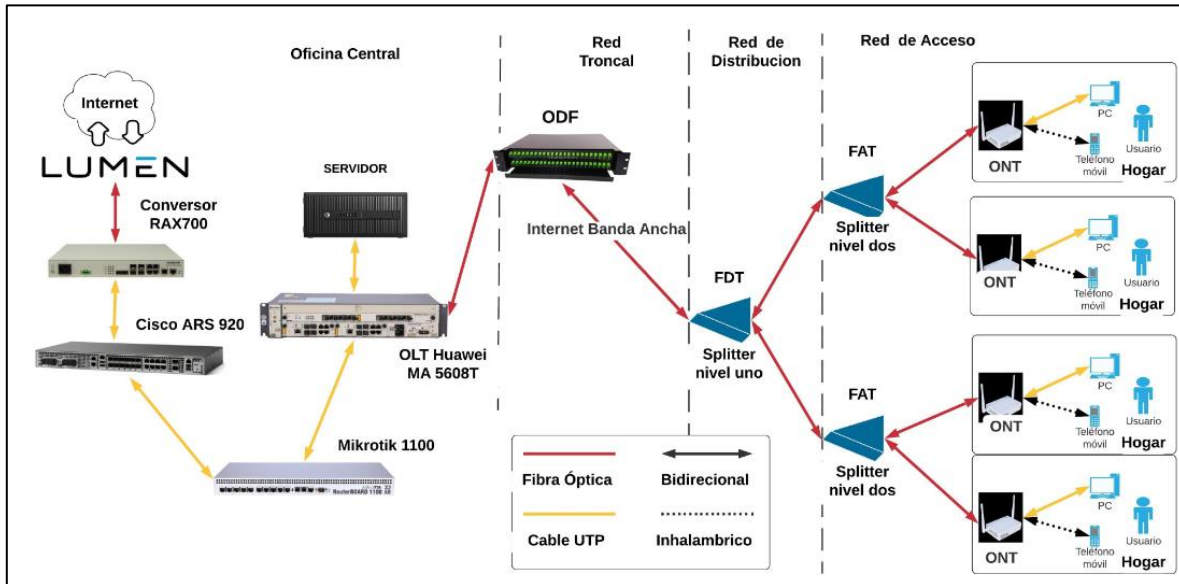 Oficina Central
Red
Troncal
Red de
Distribucion
Red de Acceso
Internet
LUMEN
Conversor
RAX700
Cisco ARS 920
Mikrotik 1100
SERVIDOR
OLT Huawei
MA 5608T
ODF
Internet Banda Ancha
FDT
Splitter
nivel uno
FAT
Splitter
nivel dos
FAT
Splitter
nivel dos
ONT
PC
Teléfono
móvil
Usuario
Hogar
ONT
PC
Teléfono
móvil
Usuario
Hogar
ONT
PC
Teléfono
móvil
Usuario
Hogar
ONT
PC
Teléfono
móvil
Usuario
Hogar
Fibra Óptica
Bidirecional
Cable UTP
Inhalambrico
RouterBOARD 1100